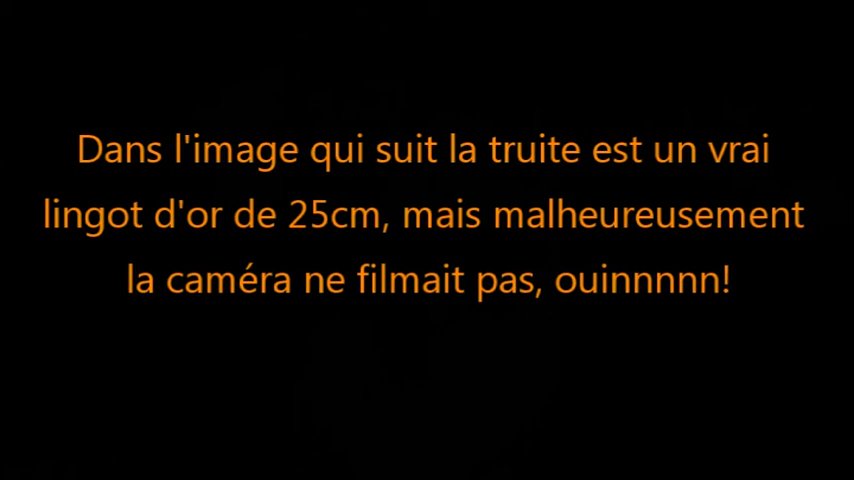 Dans l'image qui suit la truite est un vrai
lingot d'or de 25cm, mais malheureusement
la caméra ne filmait pas, ouinnnnn!